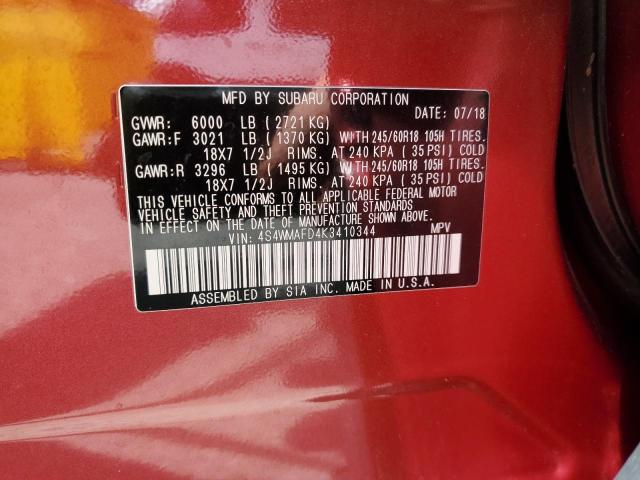 MFD BY SUBARU CORPORATION
DATE: 07/18
GVWR: 6000 LB ( 2721 KG)
GAWR:F 3021 LB ( 1370 KG) WITH 245/60R18 105H TIRES.
18X7 1/2J RIMS. AT 240 KPA ( 35 PSI) COLD
GAWR:R 3296 LB ( 1495 KG) WITH 245/60R18 105H TIRES.
18X7 1/2J RIMS. AT 240 KPA ( 35 PSI) COLD
THIS VEHICLE CONFORMS TO ALL APPLICABLE FEDERAL MOTOR
VEHICLE SAFETY AND THEFT PREVENTION STANDARDS
IN EFFECT ON THE DATE OF MANUFACTURE SHOWN ABOVE.
VIN: 4S4WMAFD4K3410344 MPV
ASSEMBLED BY SIA INC. MADE IN U.S.A.